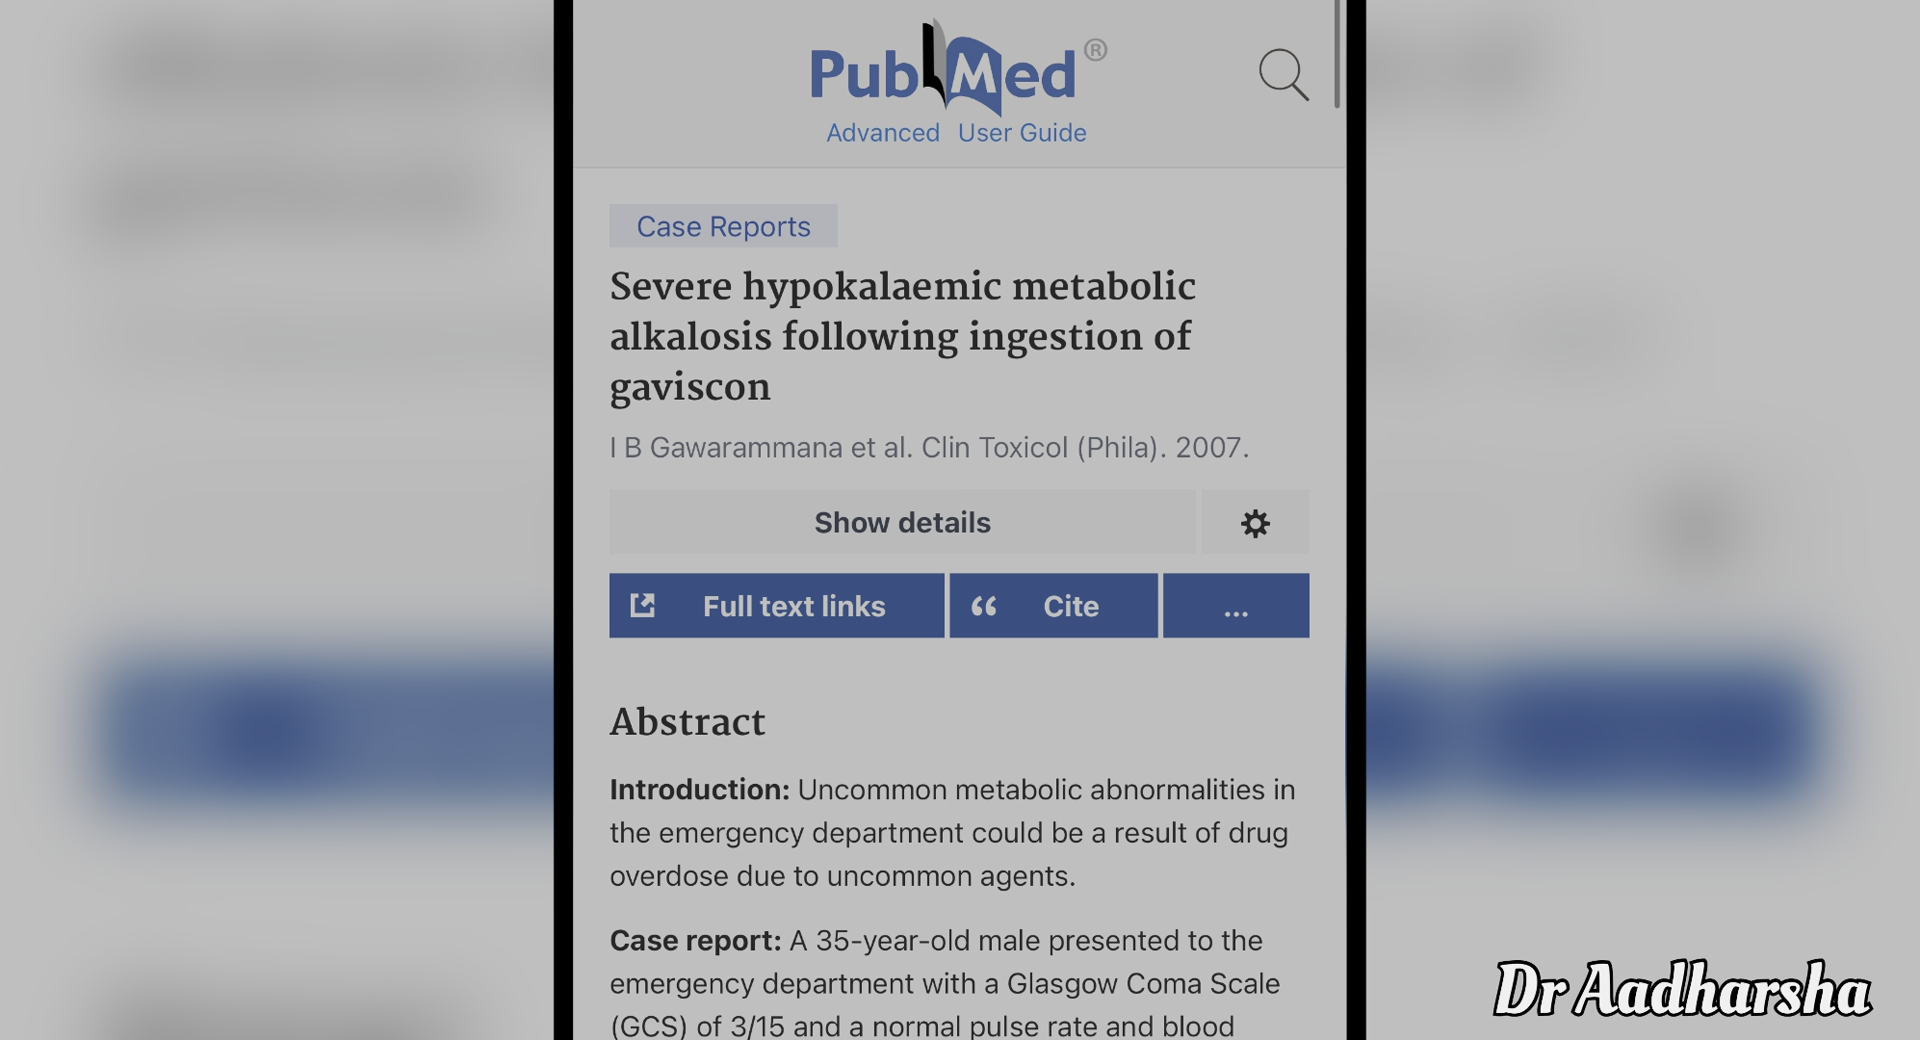 PubMed®
Advanced User Guide
Case Reports
Severe hypokalaemic metabolic
alkalosis following ingestion of
gaviscon
I B Gawarammana et al. Clin Toxicol (Phila). 2007.
Show details
Full text links
Cite
...
Abstract
Introduction: Uncommon metabolic abnormalities in
the emergency department could be a result of drug
overdose due to uncommon agents.
Case report: A 35-year-old male presented to the
emergency department with a Glasgow Coma Scale
(GCS) of 3/15 and a normal pulse rate and blood
Dr Aadharsha